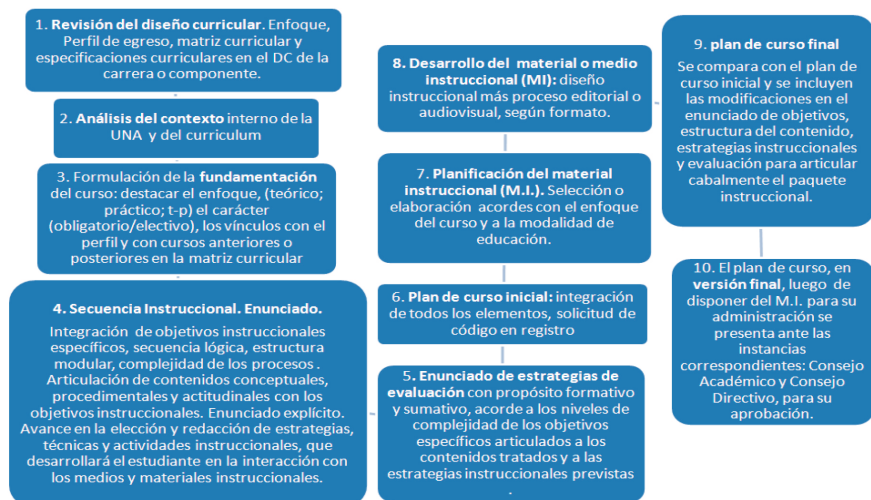 1. Revisión del diseño curricular. Enfoque,
Perfil de egreso, matriz curricular y
especificaciones curriculares en el DC de la
carrera o componente.
2. Análisis del contexto interno de la
UNA y del curriculum
3. Formulación de la fundamentación
del curso: destacar el enfoque, (teórico;
práctico; t-p) el carácter
(obligatorio/electivo), los vínculos con el
perfil y con cursos anteriores o
posteriores en la matriz curricular
4. Secuencia Instruccional. Enunciado.
Integración de objetivos instruccionales
específicos, secuencia lógica, estructura
modular, complejidad de los procesos .
Articulación de contenidos conceptuales,
procedimentales y actitudinales con los
objetivos instruccionales. Enunciado explícito.
Avance en la elección y redacción de estrategias,
técnicas y actividades instruccionales, que
desarrollará el estudiante en la interacción con
los medios y materiales instruccionales.
5. Enunciado de estrategias de
evaluación con propósito formativo
y sumativo, acorde a los niveles de
complejidad de los objetivos
específicos articulados a los
contenidos tratados y a las
estrategias instruccionales previstas
.
6. Plan de curso inicial: integración
de todos los elementos, solicitud de
código en registro
7. Planificación del material
instruccional (M.I.). Selección o
elaboración acordes con el enfoque
del curso y a la modalidad de
educación.
8. Desarrollo del material o medio
instruccional (MI): diseño
instruccional más proceso editorial o
audiovisual, según formato.
9. plan de curso final
Se compara con el plan de
curso inicial y se incluyen
las modificaciones en el
enunciado de objetivos,
estructura del contenido,
estrategias instruccionales
y evaluación para articular
cabalmente el paquete
instruccional.
10. El plan de curso, en
versión final, luego de
disponer del M.I. para su
administración se
presenta ante las
instancias
correspondientes: Consejo
Académico y Consejo
Directivo, para su
aprobación.